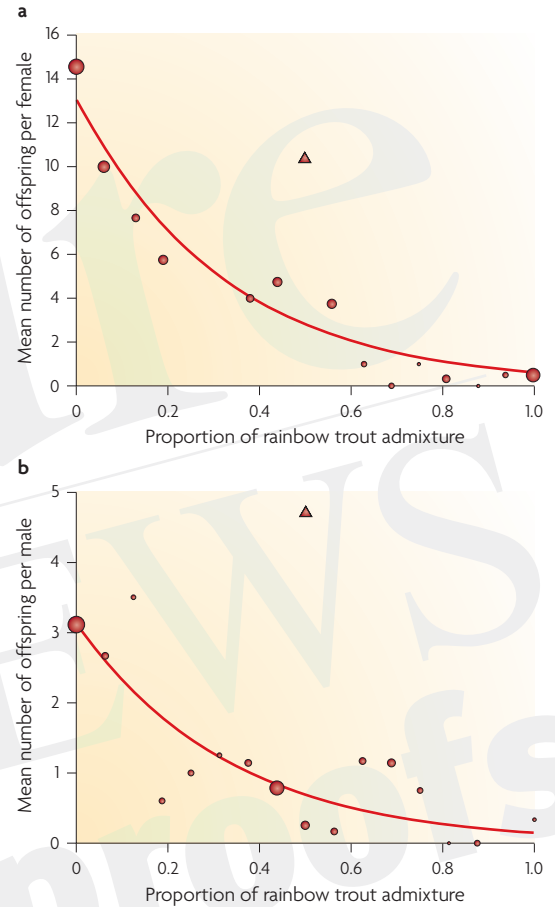 a
Mean number of offspring per female
16
14
12
10
8
6
4
2
0
0 0.2 0.4 0.6 0.8 1.0
Proportion of rainbow trout admixture
b
Mean number of offspring per male
5
4
3
2
1
0
0 0.2 0.4 0.6 0.8 1.0
Proportion of rainbow trout admixture
re
EWS
proofs